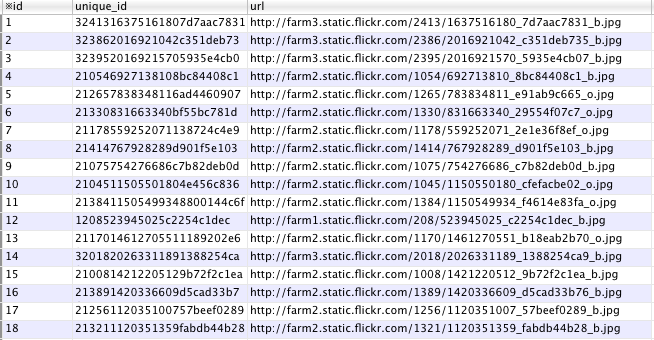 ※id unique_id url
1 3241316375161807d7aac7831 http://farm3.static.flickr.com/2413/1637516180_7d7aac7831_b.jpg
2 323862016921042c351deb73 http://farm3.static.flickr.com/2386/2016921042_c351deb735_b.jpg
3 3239520169215705935e4cb0 http://farm3.static.flickr.com/2395/2016921570_5935e4cb07_b.jpg
4 210546927138108bc84408c1 http://farm2.static.flickr.com/1054/692713810_8bc84408c1_b.jpg
5 212657838348116ad4460907 http://farm2.static.flickr.com/1265/783834811_e91ab9c665_o.jpg
6 21330831663340bf55bc781d http://farm2.static.flickr.com/1330/831663340_29554f07c7_o.jpg
7 21178559252071138724c4e9 http://farm2.static.flickr.com/1178/559252071_2e1e36f8ef_o.jpg
8 21414767928289d901f5e103 http://farm2.static.flickr.com/1414/767928289_d901f5e103_b.jpg
9 21075754276686c7b82deb0d http://farm2.static.flickr.com/1075/754276686_c7b82deb0d_b.jpg
10 2104511505501804e456c836 http://farm2.static.flickr.com/1045/1150550180_cfefacbe02_o.jpg
11 2138411505499348800144c6f http://farm2.static.flickr.com/1384/1150549934_f4614e83fa_o.jpg
12 1208523945025c2254c1dec http://farm1.static.flickr.com/208/523945025_c2254c1dec_b.jpg
13 2117014612705511189202e6 http://farm2.static.flickr.com/1170/1461270551_b18eab2b70_o.jpg
14 3201820263311891388254ca http://farm3.static.flickr.com/2018/2026331189_1388254ca9_b.jpg
15 2100814212205129b72f2c1ea http://farm2.static.flickr.com/1008/1421220512_9b72f2c1ea_b.jpg
16 213891420336609d5cad33b7 http://farm2.static.flickr.com/1389/1420336609_d5cad33b76_b.jpg
17 21256112035100757beef0289 http://farm2.static.flickr.com/1256/1120351007_57beef0289_b.jpg
18 213211120351359fabdb44b28 http://farm2.static.flickr.com/1321/1120351359_fabdb44b28_b.jpg